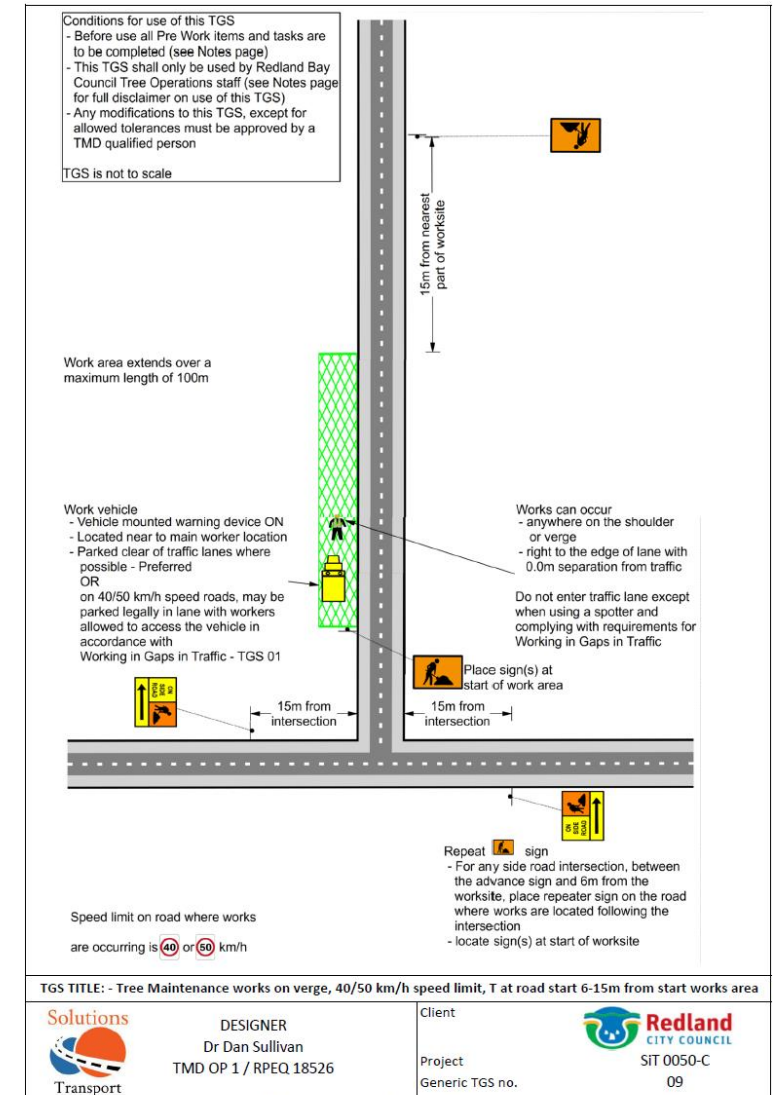 Conditions for use of this TGS
- Before use all Pre Work items and tasks are
to be completed (see Notes page)
- This TGS shall only be used by Redland Bay
Council Tree Operations staff (see Notes page
for full disclaimer on use of this TGS)
- Any modifications to this TGS, except for
allowed tolerances must be approved by a
TMD qualified person
TGS is not to scale
15m from nearest
part of worksite
Work area extends over a
maximum length of 100m
Work vehicle
- Vehicle mounted warning device ON
- Located near to main worker location
- Parked clear of traffic lanes where
possible - Preferred
OR
on 40/50 km/h speed roads, may be
parked legally in lane with workers
allowed to access the vehicle in
accordance with
Working in Gaps in Traffic - TGS 01
Works can occur
- anywhere on the shoulder
or verge
- right to the edge of lane with
0.0m separation from traffic
Do not enter traffic lane except
when using a spotter and
complying with requirements for
Working in Gaps in Traffic
Place sign(s) at
start of work area
ON
SIDE
ROAD
15m from
intersection
15m from
intersection
ON
SIDE
ROAD
Repeat sign
- For any side road intersection, between
the advance sign and 6m from the
worksite, place repeater sign on the road
where works are located following the
intersection
- locate sign(s) at start of worksite
Speed limit on road where works
are occurring is 40 or 50 km/h
TGS TITLE: - Tree Maintenance works on verge, 40/50 km/h speed limit, T at road start 6-15m from start works area
Solutions
Transport
DESIGNER
Dr Dan Sullivan
TMD OP 1 / RPEQ 18526
Client
Redland
CITY COUNCIL
Project
SiT 0050-C
Generic TGS no.
09